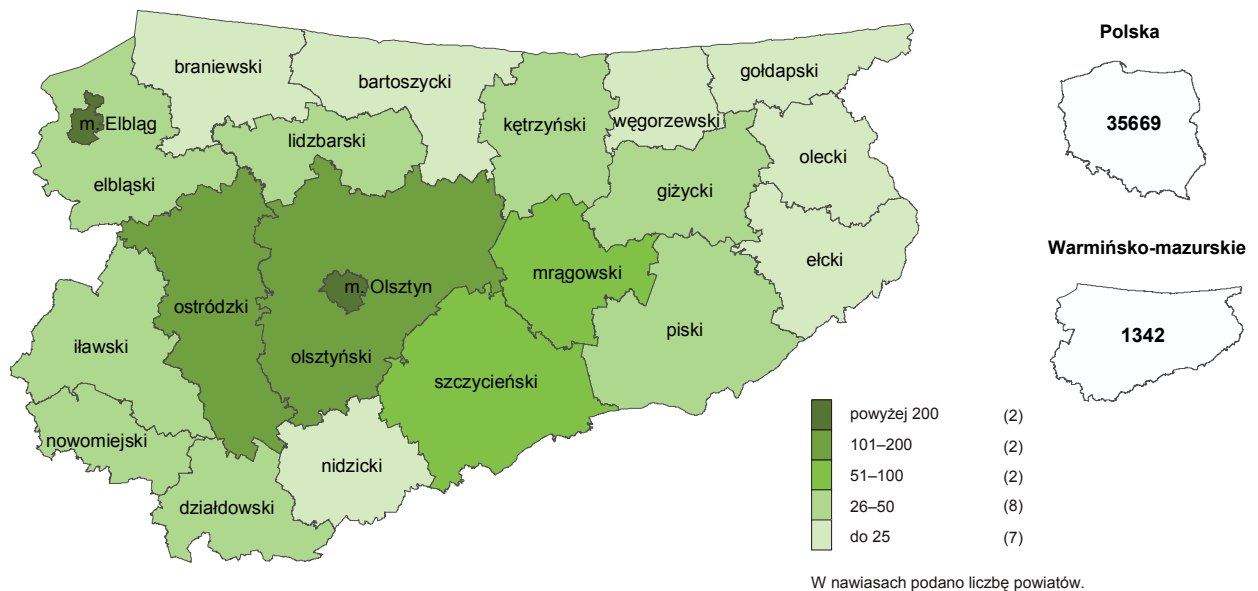 braniewski
bartoszycki
gołdapski
m. Elbląg
kętrzyński
węgorzewski
lidzbarski
olecki
elbląski
giżycki
ełcki
mrągowski
m. Olsztyn
ostródzki
piski
iławski
olsztyński
szczycieński
nowomiejski
nidzicki
działdowski
Polska
35669
Warmińsko-mazurskie
1342
powyżej 200 (2)
101–200 (2)
51–100 (2)
26–50 (8)
do 25 (7)
W nawiasach podano liczbę powiatów.